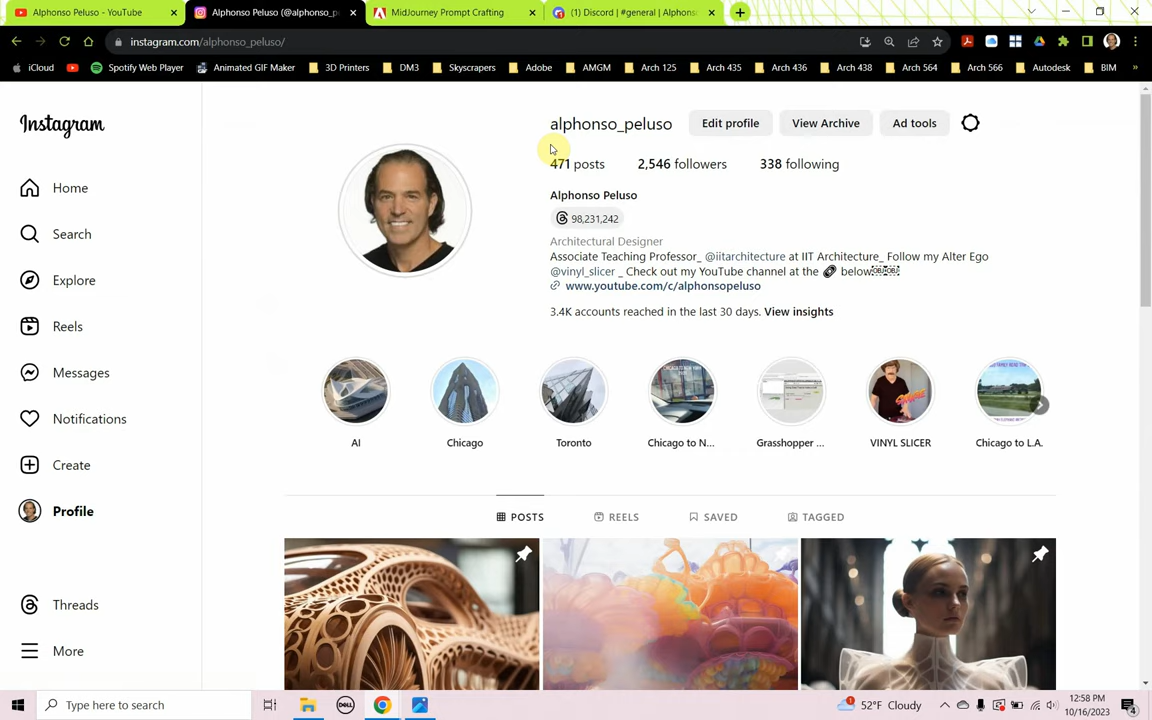 Alphonso Peluso - YouTube
Alphonso Peluso (@alphonso_p
MidJourney Prompt Crafting
(1) Discord | #general | Alphons
instagram.com/alphonso_peluso/
iCloud
Spotify Web Player
Animated GIF Maker
3D Printers
DM3
Skyscrapers
Adobe
AMGM
Arch 125
Arch 435
Arch 436
Arch 438
Arch 564
Arch 566
Autodesk
BIM
»
Instagram
Home
Search
Explore
Reels
Messages
Notifications
Create
Profile
Threads
More
alphonso_peluso
Edit profile
View Archive
Ad tools
471 posts
2,546 followers
338 following
Alphonso Peluso
98,231,242
Architectural Designer
Associate Teaching Professor_ @iitarchitecture at IIT Architecture_ Follow my Alter Ego
@vinyl_slicer _ Check out my YouTube channel at the 🔗 below
www.youtube.com/c/alphonsopeluso
3.4K accounts reached in the last 30 days. View insights
AI
Chicago
Toronto
Chicago to N...
Grasshopper ...
VINYL SLICER
Chicago to L.A.
POSTS
REELS
SAVED
TAGGED
Type here to search
DELL
52°F Cloudy
12:58 PM
10/16/2023
4